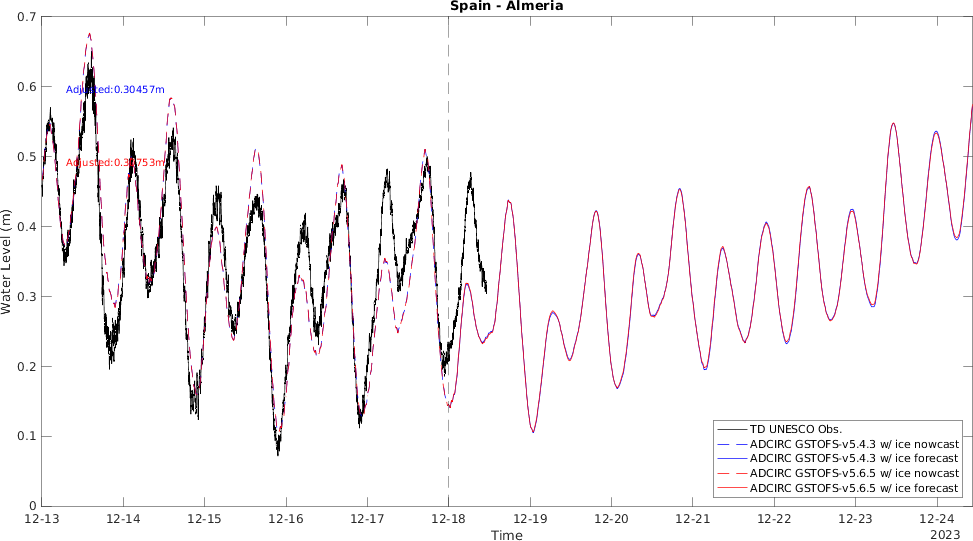 Spain - Almeria
0.7
0.6
0.5
0.4
0.3
0.2
0.1
0
Water Level (m)
Adjusted:0.30457m
12-13
12-14
12-15
12-16
12-17
12-18
12-19
12-20
12-21
12-22
12-23
12-24
2023
Time
TD UNESCO Obs.
ADCIRC GSTOFS-v5.4.3 w/ ice nowcast
ADCIRC GSTOFS-v5.4.3 w/ ice forecast
ADCIRC GSTOFS-v5.6.5 w/ ice nowcast
ADCIRC GSTOFS-v5.6.5 w/ ice forecast